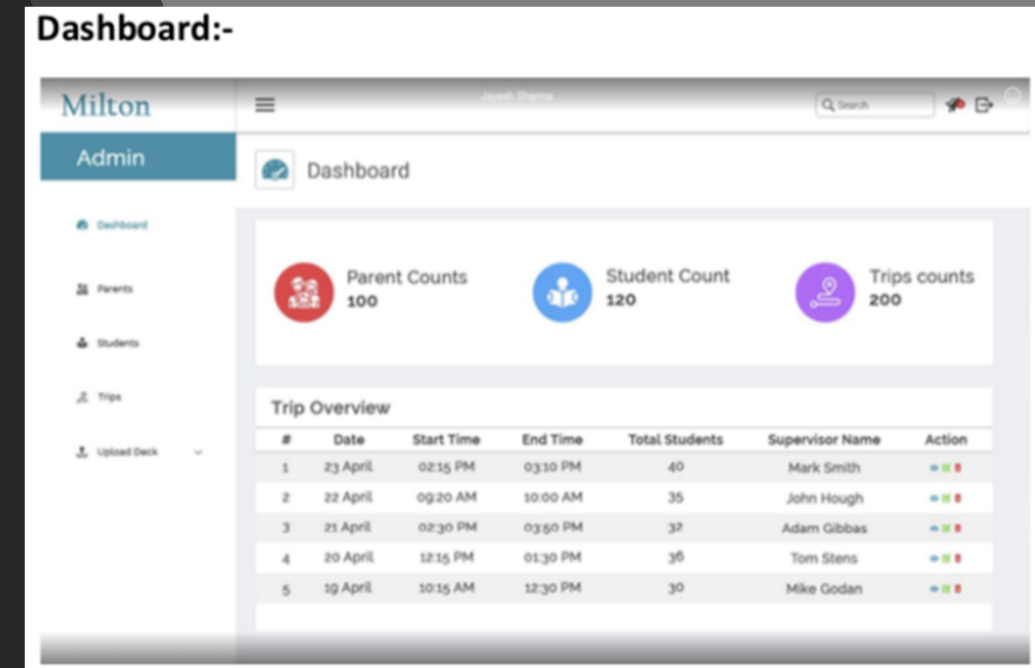 Dashboard:-
Milton
Jayesh Sharma
Search
Admin
Dashboard
Dashboard
Parents
Students
Trips
Upload Deck
Parent Counts
100
Student Count
120
Trips counts
200
Trip Overview
# Date Start Time End Time Total Students Supervisor Name Action
1 23 April 02:15 PM 03:10 PM 40 Mark Smith
2 22 April 09:20 AM 10:00 AM 35 John Hough
3 21 April 02:30 PM 03:50 PM 32 Adam Gibbas
4 20 April 12:15 PM 01:30 PM 36 Tom Stens
5 19 April 10:15 AM 12:30 PM 30 Mike Godan